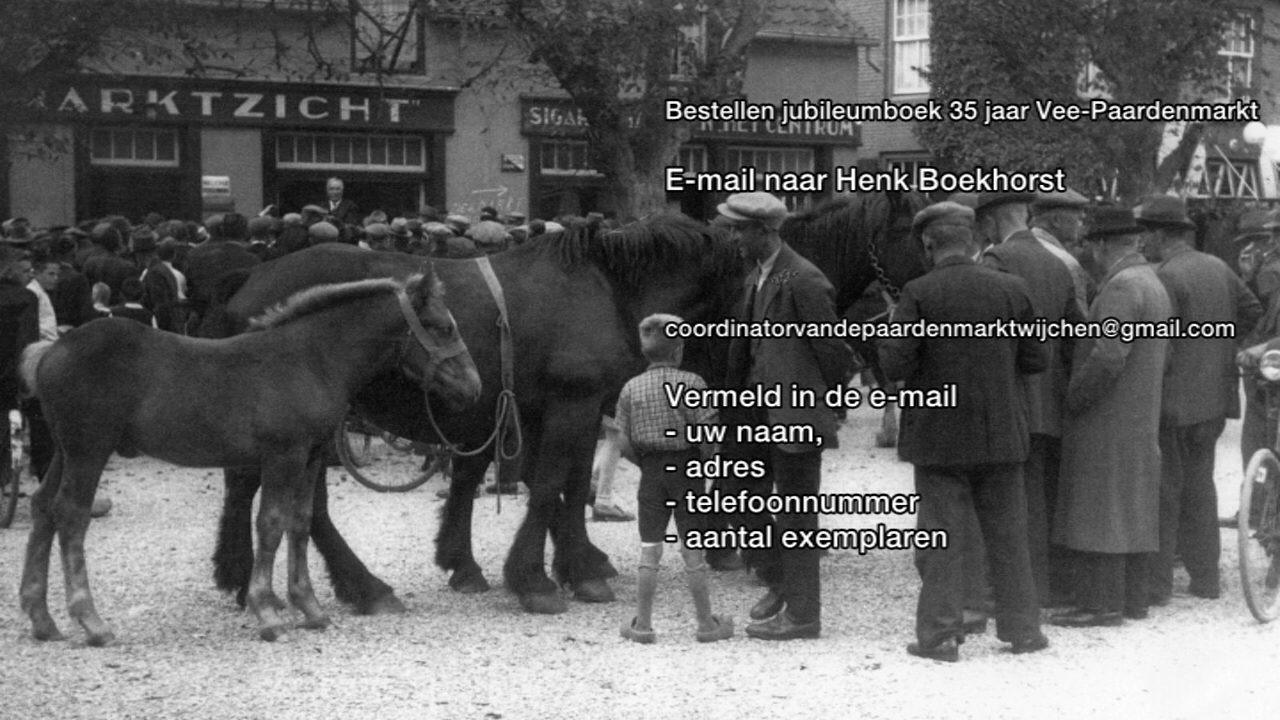 ARKTZICHT"
SIGAR
N. HET CENTRUM"
Bestellen jubileumboek 35 jaar Vee-Paardenmarkt
E-mail naar Henk Boekhorst
coordinatorvandepaardenmarktwijchen@gmail.com
Vermeld in de e-mail
- uw naam,
- adres
- telefoonnummer
- aantal exemplaren